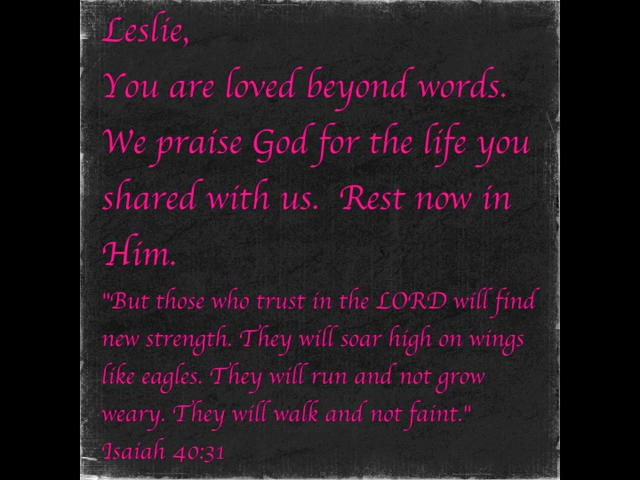 Leslie,
You are loved beyond words.
We praise God for the life you
shared with us.  Rest now in
Him.
"But those who trust in the LORD will find
new strength. They will soar high on wings
like eagles. They will run and not grow
weary. They will walk and not faint."
Isaiah 40:31